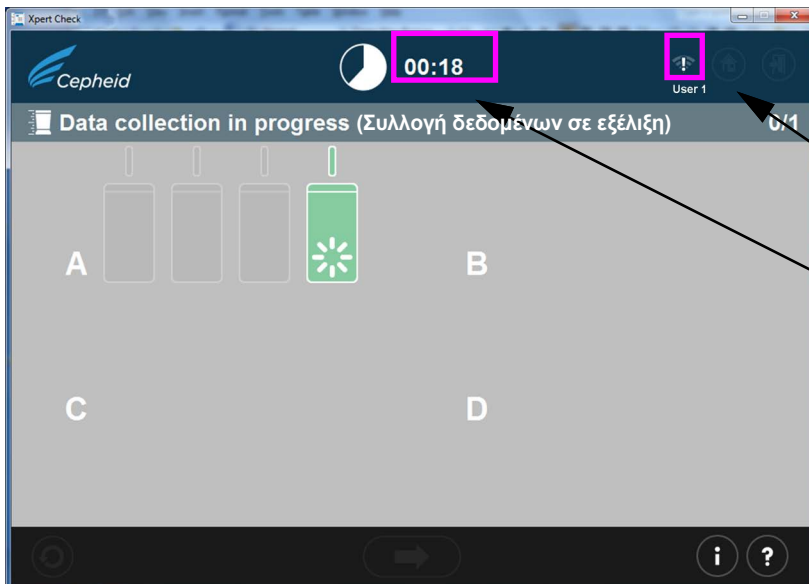 Xpert Check
Cepheid
00:18
User 1
Data collection in progress (Συλλογή δεδομένων σε εξέλιξη)
0/1
A
B
C
D
i
?